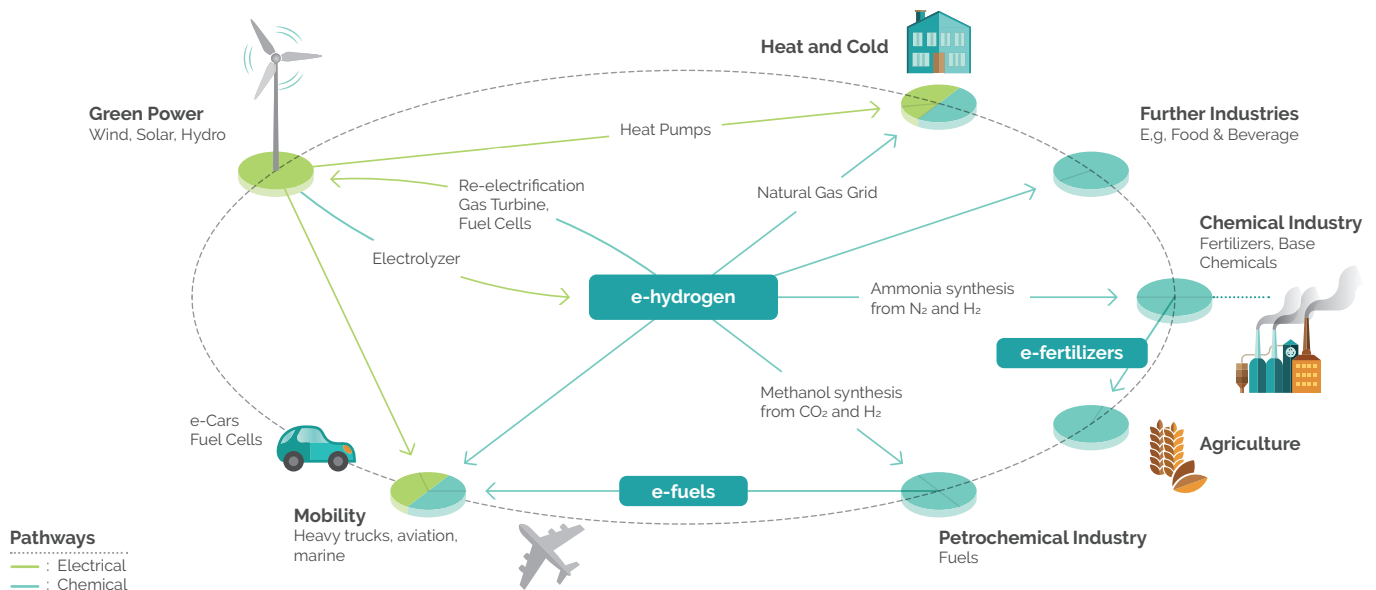 Heat and Cold
Green Power
Wind, Solar, Hydro
Further Industries
E,g, Food & Beverage
Heat Pumps
Re-electrification
Gas Turbine,
Fuel Cells
Natural Gas Grid
Chemical Industry
Fertilizers, Base
Chemicals
Electrolyzer
e-hydrogen
Ammonia synthesis
from N₂ and H₂
e-fertilizers
Methanol synthesis
from CO₂ and H₂
e-Cars
Fuel Cells
Agriculture
e-fuels
Mobility
Heavy trucks, aviation,
marine
Petrochemical Industry
Fuels
Pathways
: Electrical
: Chemical